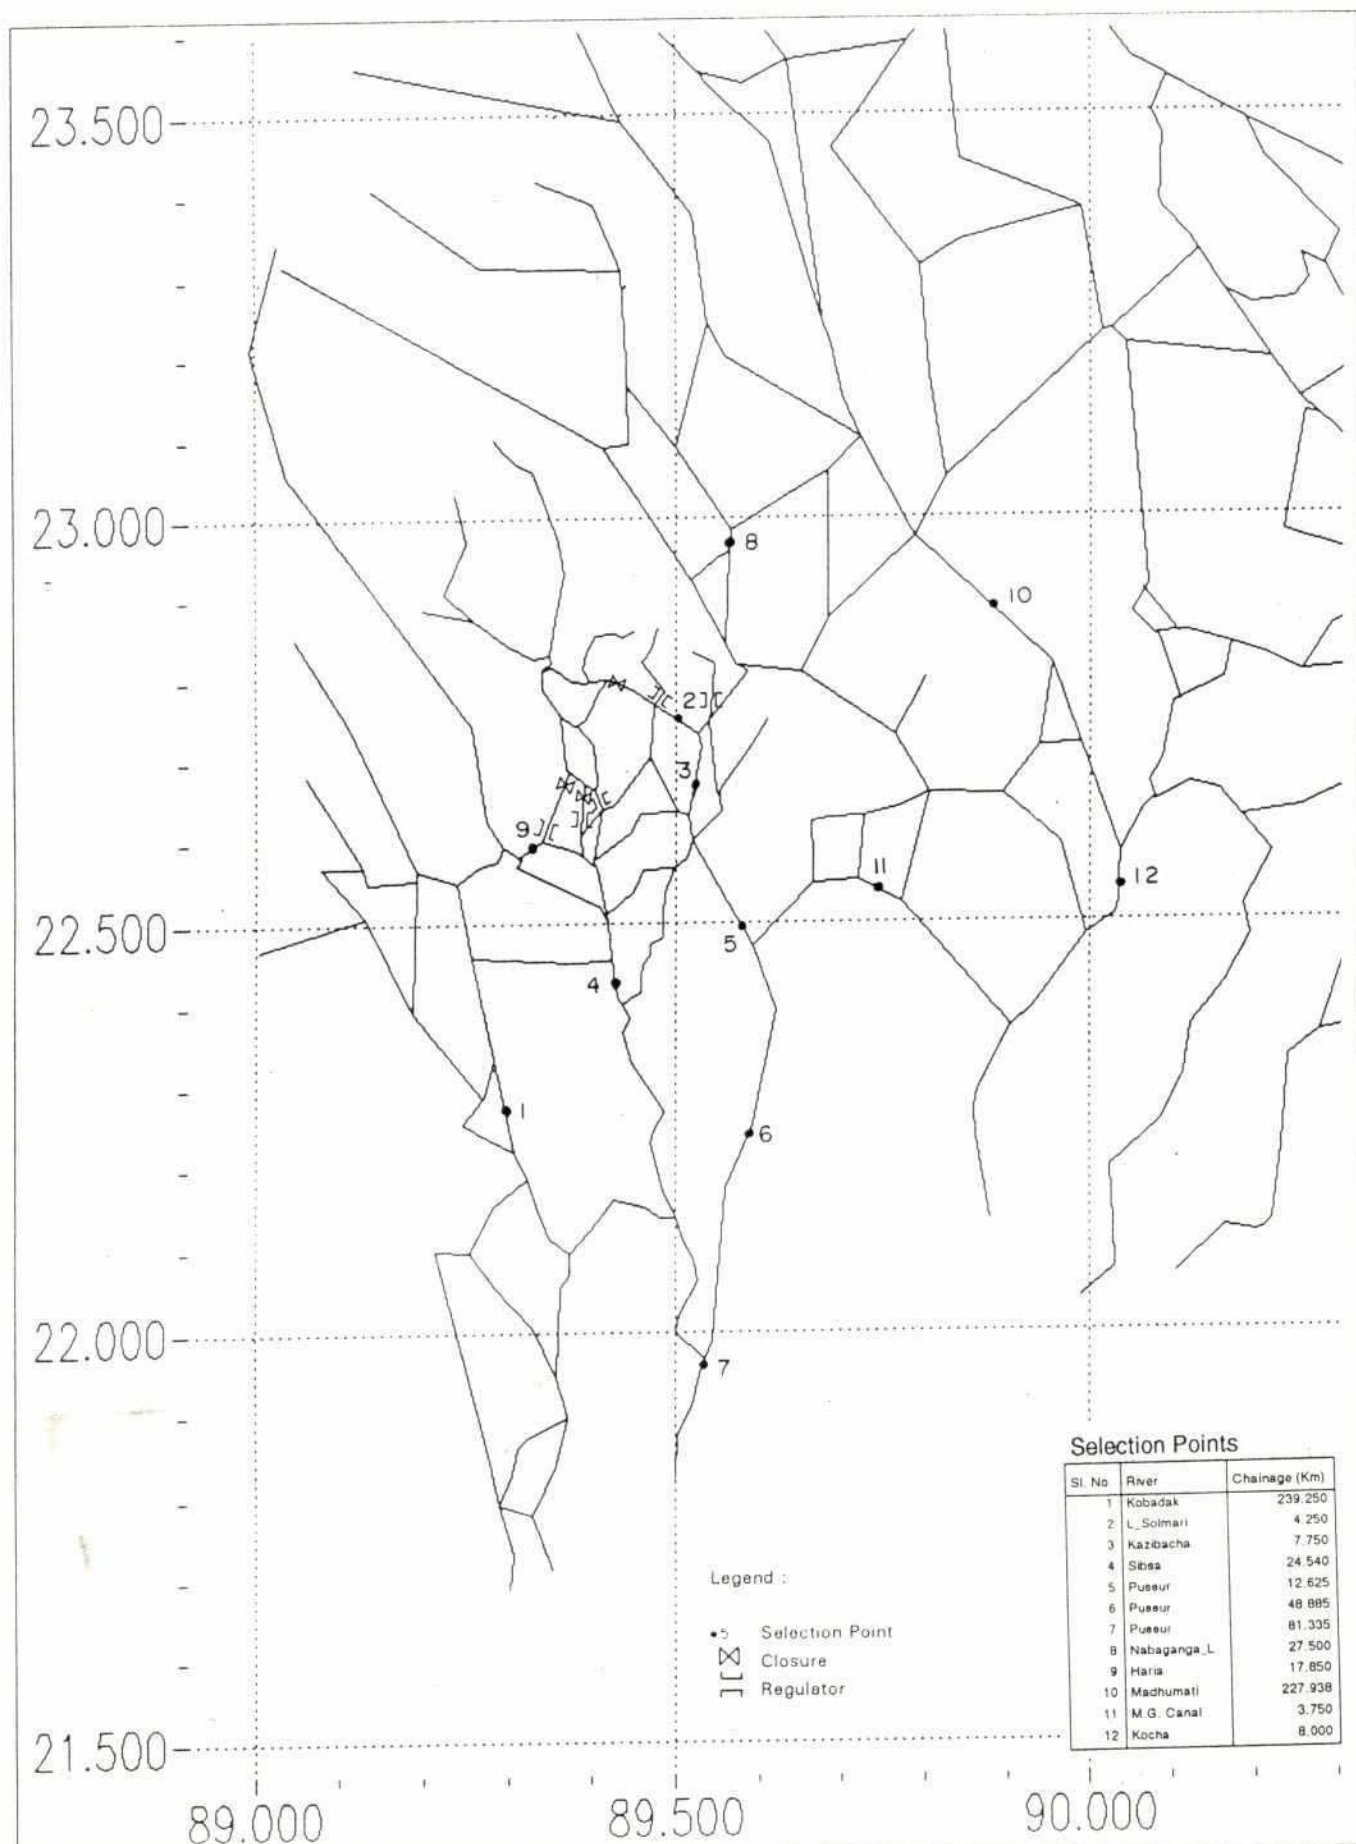 23.500
8
10
2
3
9
11
12
23.000
22.500
5
4
1
6
22.000
7
Selection Points
Sl. No River Chainage (Km)
1 Kobadak 239.250
2 L_Solmari 4.250
3 Kazibacha 7.750
4 Sibsa 24.540
5 Pussur 12.625
6 Pussur 48.885
7 Pussur 81.335
8 Nabaganga_L 27.500
9 Haria 17.850
10 Madhumati 227.938
11 M.G. Canal 3.750
12 Kocha 8.000
Legend :
5 Selection Point
Closure
Regulator
21.500
89.000 89.500 90.000